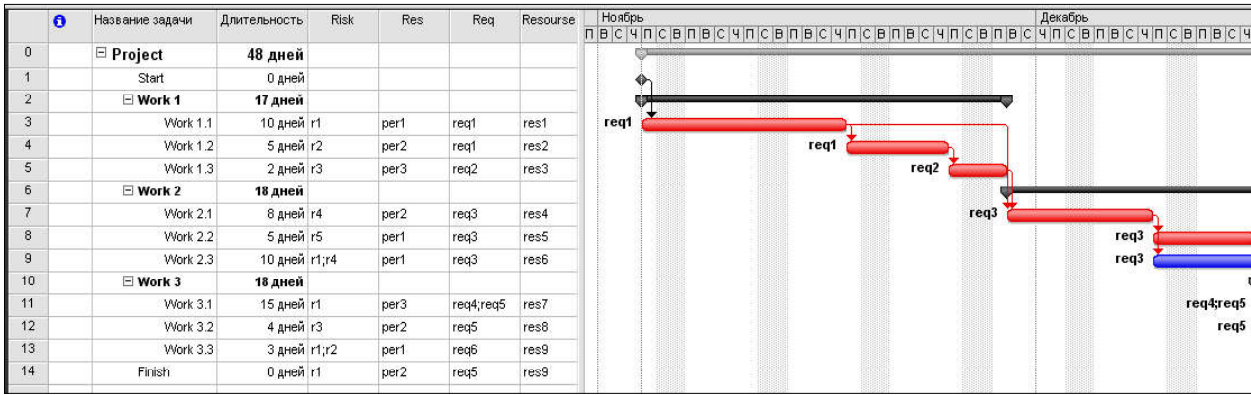 Название задачи Длительность Risk Res Req Resourse Ноябрь Декабрь
П В С Ч П С В П В С Ч П С В П В С Ч П С В П В С Ч П С В П В С Ч П С В П В С Ч П С В П В С Ч
0 Project 48 дней
1 Start 0 дней
2 Work 1 17 дней
3 Work 1.1 10 дней r1 per1 req1 res1 req1
4 Work 1.2 5 дней r2 per2 req1 res2 req1
5 Work 1.3 2 дней r3 per3 req2 res3 req2
6 Work 2 18 дней
7 Work 2.1 8 дней r4 per2 req3 res4 req3
8 Work 2.2 5 дней r5 per1 req3 res5 req3
9 Work 2.3 10 дней r1;r4 per1 req3 res6 req3
10 Work 3 18 дней
11 Work 3.1 15 дней r1 per3 req4;req5 res7 req4;req5
12 Work 3.2 4 дней r3 per2 req5 res8 req5
13 Work 3.3 3 дней r1;r2 per1 req6 res9
14 Finish 0 дней r1 per2 req5 res9